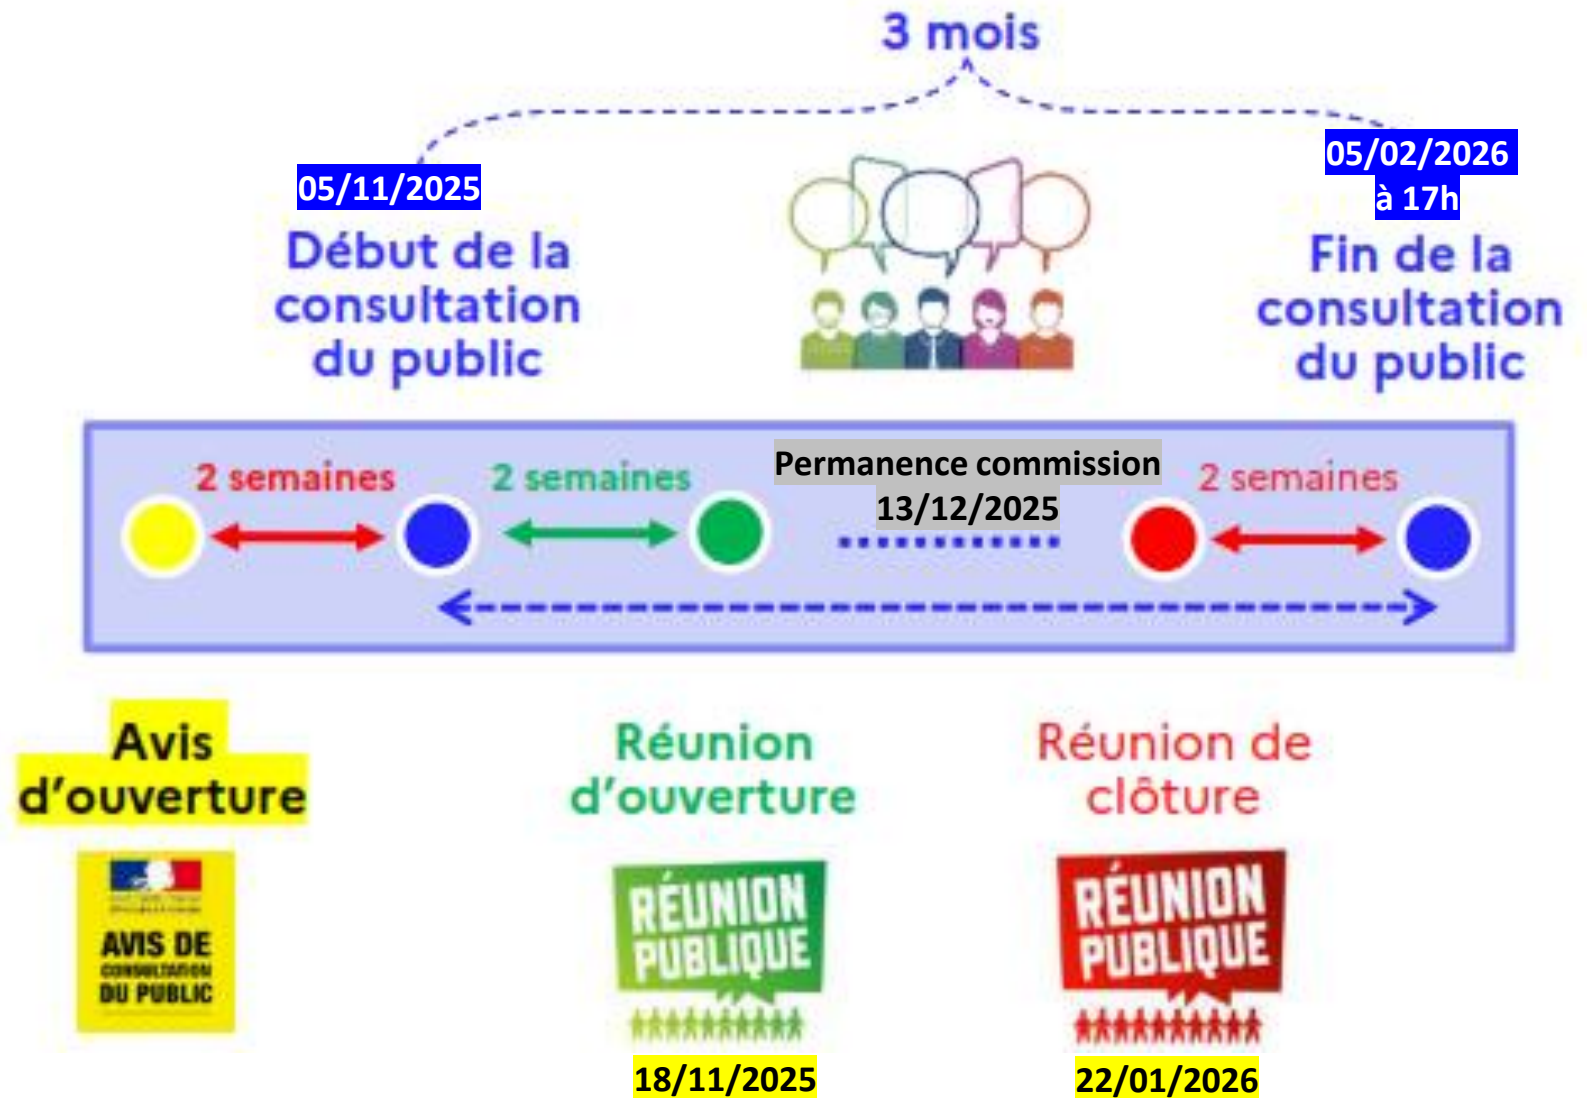 3 mois
05/11/2025
Début de la
consultation
du public
05/02/2026
à 17h
Fin de la
consultation
du public
2 semaines
2 semaines
Permanence commission
13/12/2025
2 semaines
Avis
d'ouverture
AVIS DE
CONSULTATION
DU PUBLIC
Réunion
d'ouverture
RÉUNION
PUBLIQUE
18/11/2025
Réunion de
clôture
RÉUNION
PUBLIQUE
22/01/2026